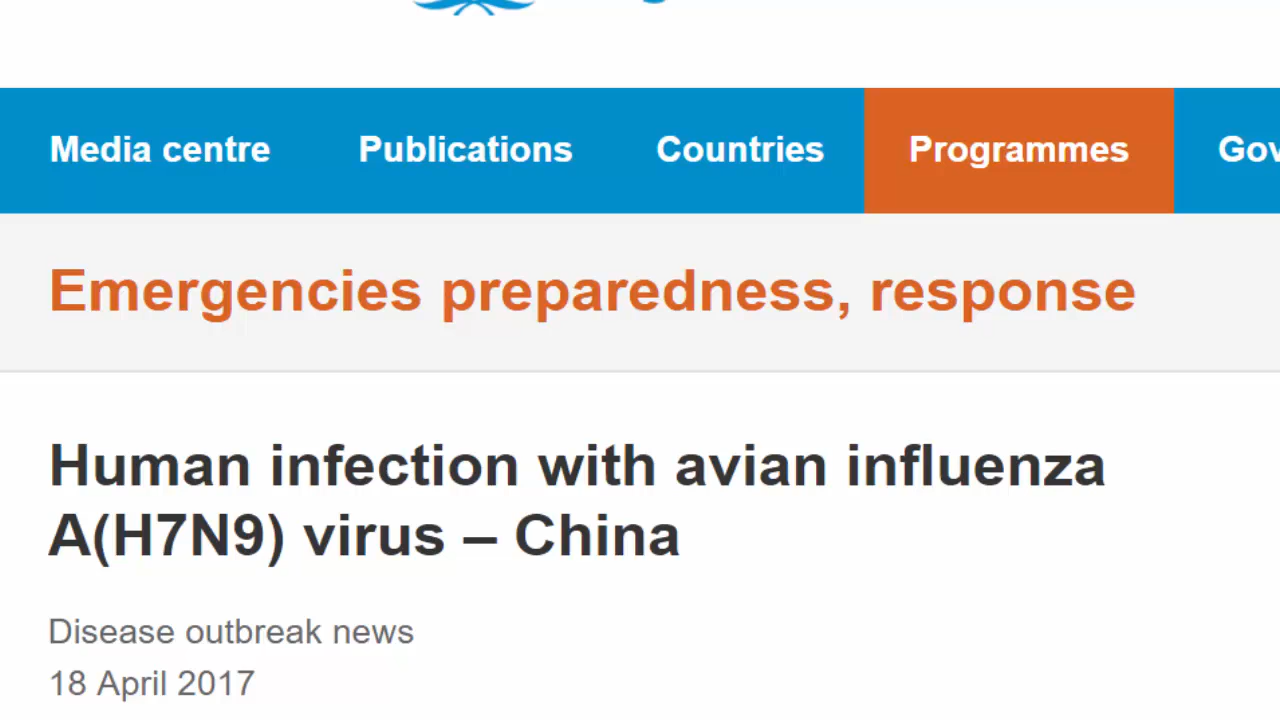 Media centre Publications Countries Programmes
Emergencies preparedness, response
Human infection with avian influenza
A(H7N9) virus – China
Disease outbreak news
18 April 2017